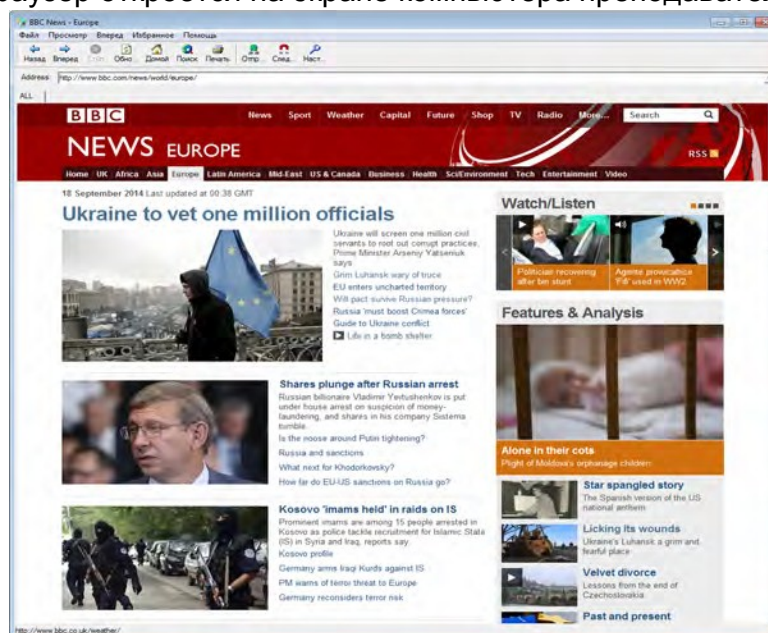 браузер откроется на экране компьютера преподавател
BBC News - Europe
Файл Просмотр Вперед Избранное Помощь
Назад Вперед Стоп Обно... Домой Поиск Печать Отпр... След... Наст...
Address http://www.bbc.com/news/world/europe/
ALL
BBC News Sport Weather Capital Future Shop TV Radio More... Search
NEWS EUROPE
RSS
Home UK Africa Asia Europe Latin America Mid-East US & Canada Business Health Sci/Environment Tech Entertainment Video
18 September 2014 Last updated at 00:38 GMT
Ukraine to vet one million officials
Ukraine will screen one million civil
servants to root out corrupt practices,
Prime Minister Arseniy Yatseniuk
says
Grim Luhansk wary of truce
EU enters uncharted territory
Will pact survive Russian pressure?
Russia 'must boost Crimea forces'
Guide to Ukraine conflict
Life in a bomb shelter
Shares plunge after Russian arrest
Russian billionaire Vladimir Yevtushenkov is put
under house arrest on suspicion of money-
laundering, and shares in his company Sistema
tumble.
Is the noose around Putin tightening?
Russia and sanctions
What next for Khodorkovsky?
How far do EU-US sanctions on Russia go?
Kosovo 'imams held' in raids on IS
Prominent imams are among 15 people arrested in
Kosovo as police tackle recruitment for Islamic State
(IS) in Syria and Iraq, reports say.
Kosovo profile
Germany arms Iraqi Kurds against IS
PM warns of terror threat to Europe
Germany reconsiders terror risk
Watch/Listen
Politician recovering
after bin stunt
Agente provocatrice
'Fifi' used in WW2
Features & Analysis
Alone in their cots
Plight of Moldova's orphanage children
Star spangled story
The Spanish version of the US
national anthem
Licking its wounds
Ukraine's Luhansk a grim and
fearful place
Velvet divorce
Lessons from the end of
Czechoslovakia
Past and present
http://www.bbc.co.uk/weather/